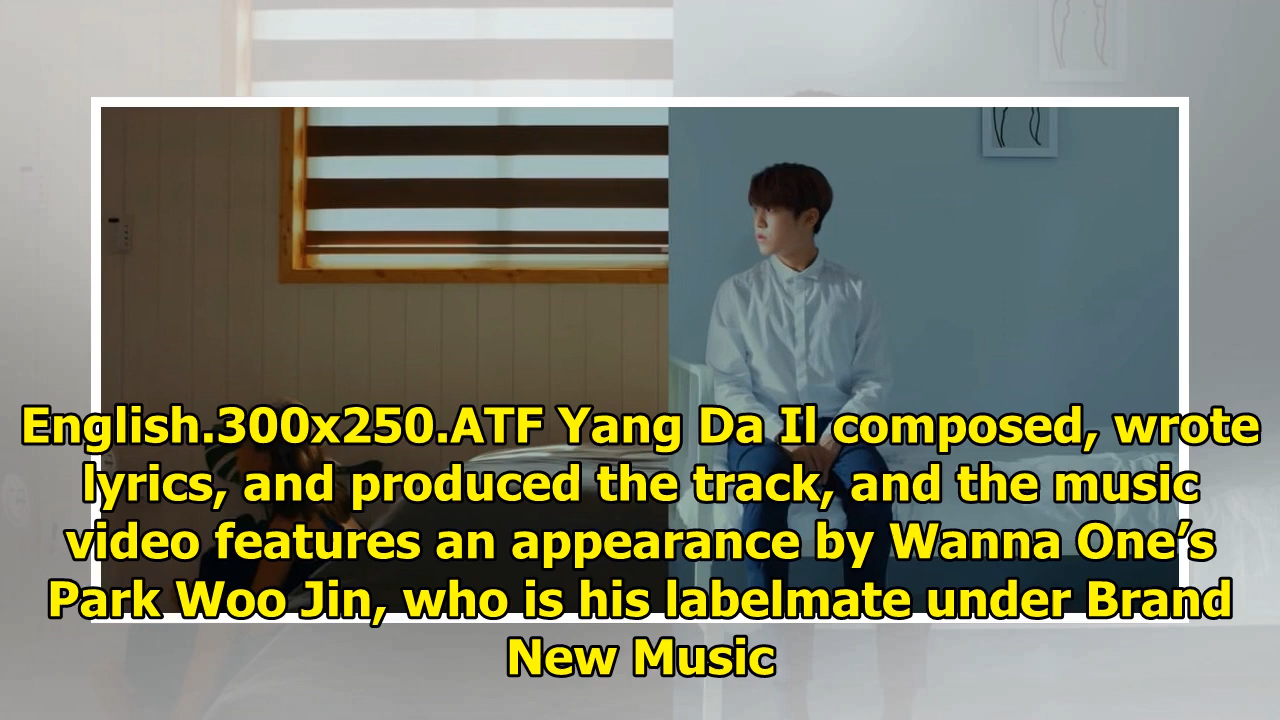 English.300x250.ATF Yang Da Il composed, wrote
lyrics, and produced the track, and the music
video features an appearance by Wanna One’s
Park Woo Jin, who is his labelmate under Brand
New Music